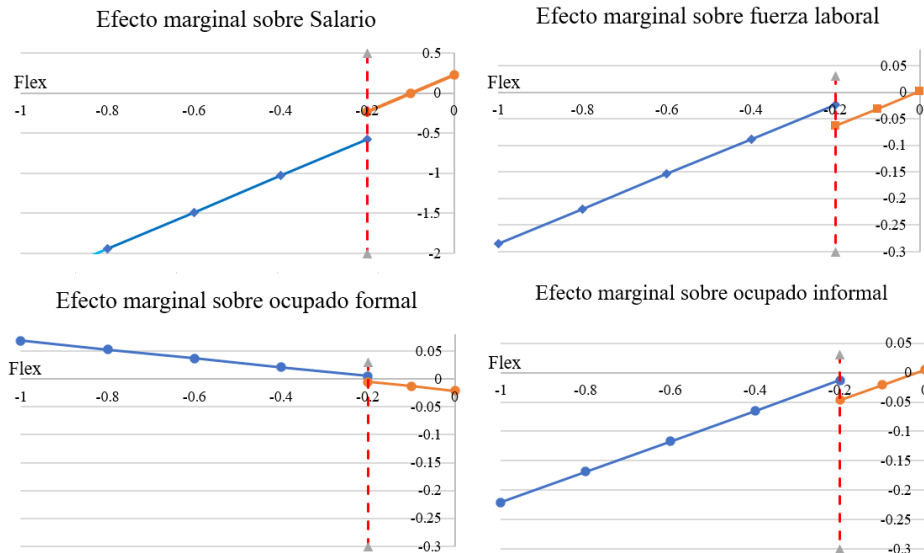 Efecto marginal sobre Salario
0.5
Flex
-1 -0.8 -0.6 -0.4 -0.2 0
0
-0.5
-1
-1.5
-2
Efecto marginal sobre fuerza laboral
0.05
Flex
0
-1 -0.8 -0.6 -0.4 -0.2 0
-0.05
-0.1
-0.15
-0.2
-0.25
-0.3
Efecto marginal sobre ocupado formal
0.05
Flex
0
-1 -0.8 -0.6 -0.4 -0.2 0
-0.05
-0.1
-0.15
-0.2
-0.25
-0.3
Efecto marginal sobre ocupado informal
0.05
Flex
0
-1 -0.8 -0.6 -0.4 -0.2 0
-0.05
-0.1
-0.15
-0.2
-0.25
-0.3